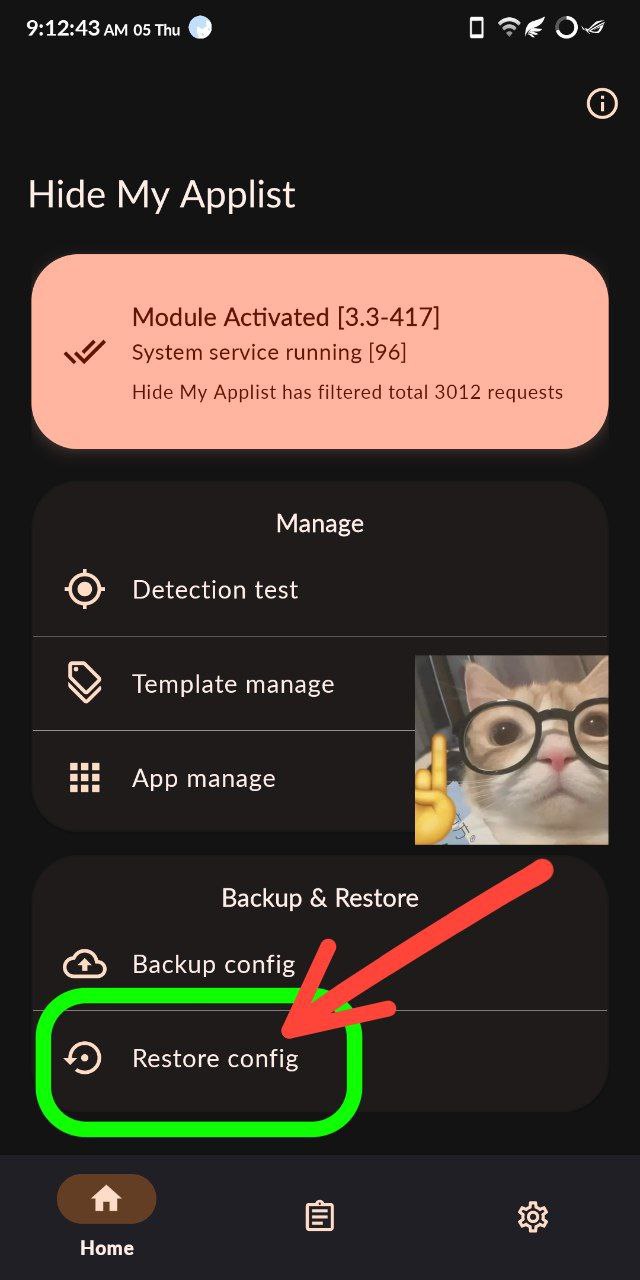 9:12:43 AM 05 Thu
Hide My Applist
Module Activated [3.3-417]
System service running [96]
Hide My Applist has filtered total 3012 requests
Manage
Detection test
Template manage
App manage
方。
Backup & Restore
Backup config
Restore config
Home